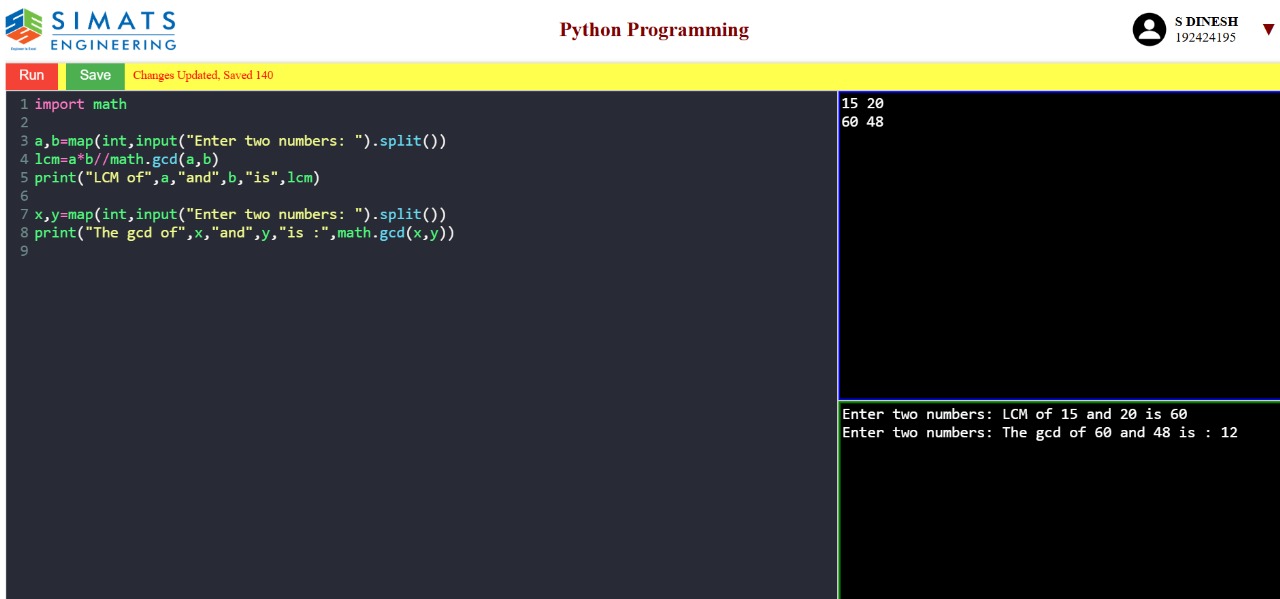 SIMATS
ENGINEERING
Engineer to Excel
Python Programming
S DINESH
192424195
Run
Save
Changes Updated, Saved 140
1 import math
2
3 a,b=map(int,input("Enter two numbers: ").split())
4 lcm=a*b//math.gcd(a,b)
5 print("LCM of",a,"and",b,"is",lcm)
6
7 x,y=map(int,input("Enter two numbers: ").split())
8 print("The gcd of",x,"and",y,"is :",math.gcd(x,y))
9
15 20
60 48
Enter two numbers: LCM of 15 and 20 is 60
Enter two numbers: The gcd of 60 and 48 is : 12